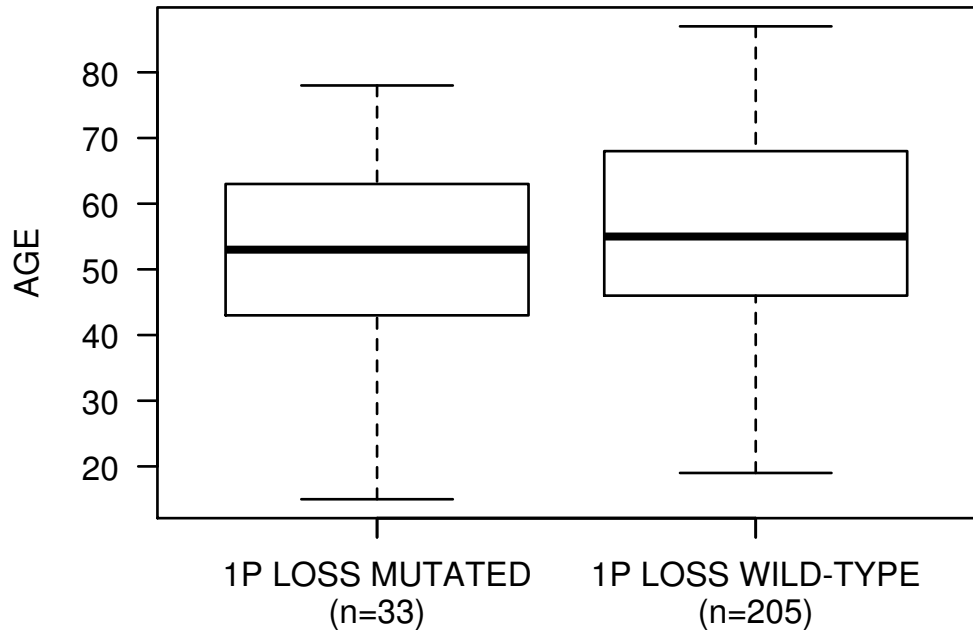 AGE
80
70
60
50
40
30
20
1P LOSS MUTATED
(n=33)
1P LOSS WILD-TYPE
(n=205)